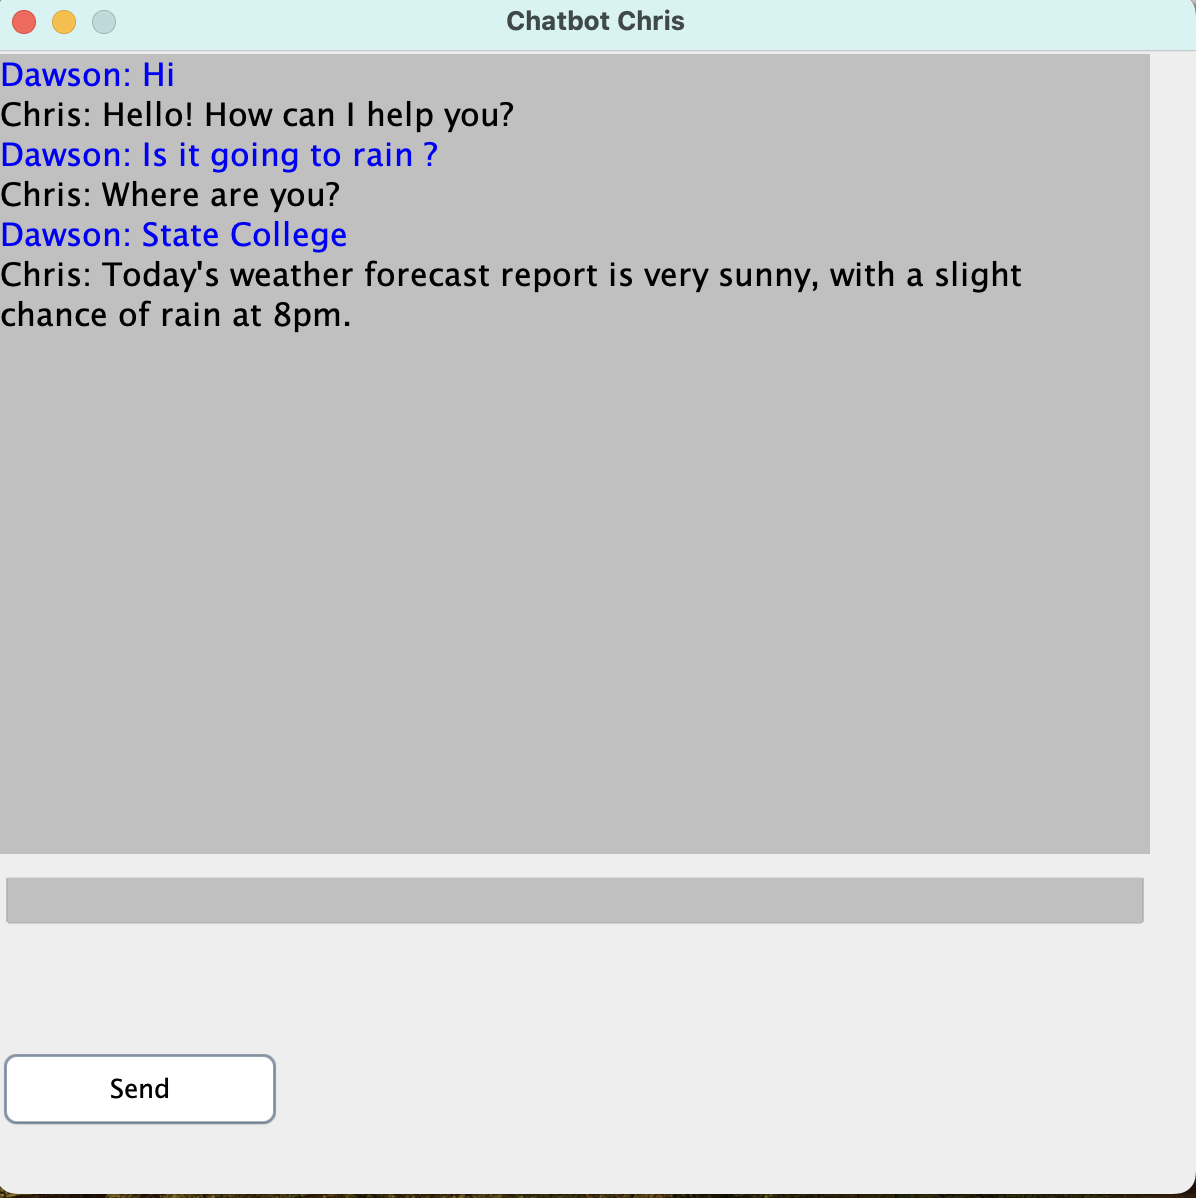 Chatbot Chris
Dawson: Hi
Chris: Hello! How can I help you?
Dawson: Is it going to rain ?
Chris: Where are you?
Dawson: State College
Chris: Today's weather forecast report is very sunny, with a slight
chance of rain at 8pm.
Send